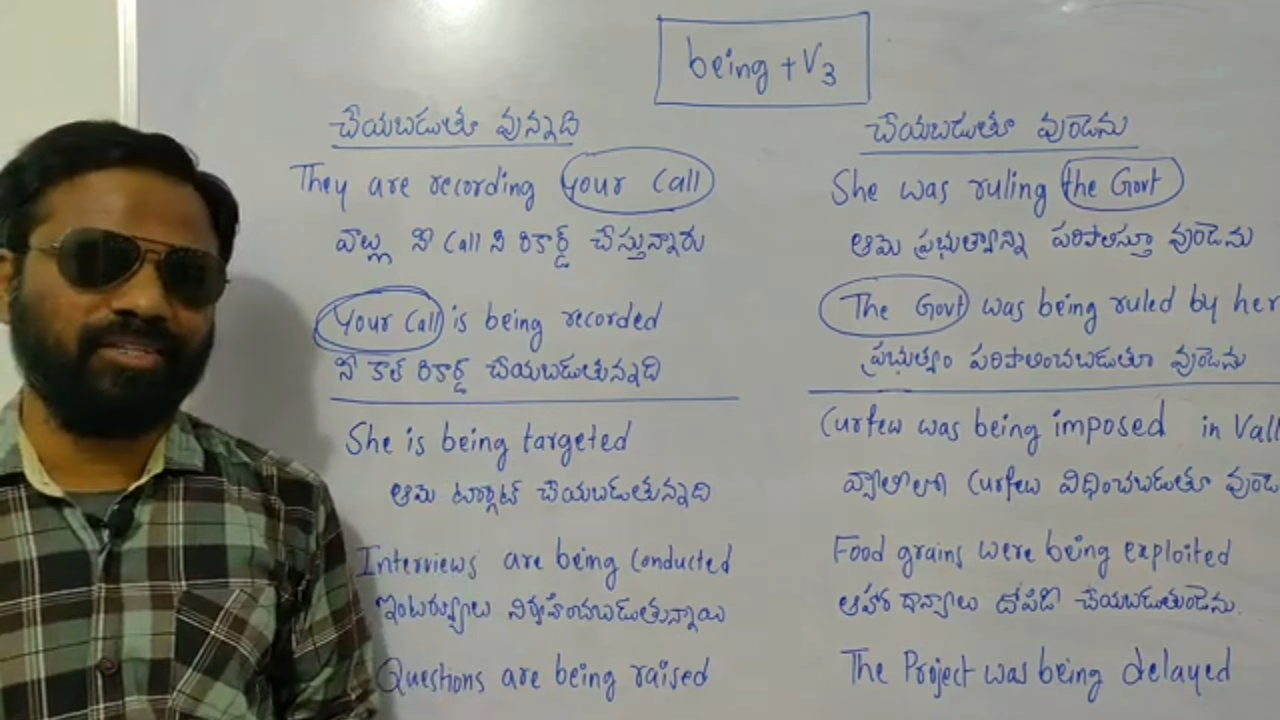 being + V3
చేయబడుతూ వున్నది
They are recording your Call
వాల్లు నీ Call ని రికార్డ్ చేస్తున్నారు
Your Call is being recorded
నీ కాల్ రికార్డ్ చేయబడుతున్నది
She is being targeted
ఆమె టార్గెట్ చేయబడుతున్నది
Interviews are being Conducted
ఇంటర్వ్యూలు నిర్వహించబడుతున్నాయి
Questions are being raised
చేయబడుతూ వుండెను
She was ruling the Govt
ఆమె ప్రభుత్వాన్ని పరిపాలిస్తూ వుండెను
The Govt was being ruled by her
ప్రభుత్వం పరిపాలించబడుతూ వుండెను
Curfew was being imposed in
Curfew విధించబడుతూ
Food grains were being exploited
ఆహార దాన్యాలు దోపిడి చేయబడుతుండెను.
The Project was being delayed